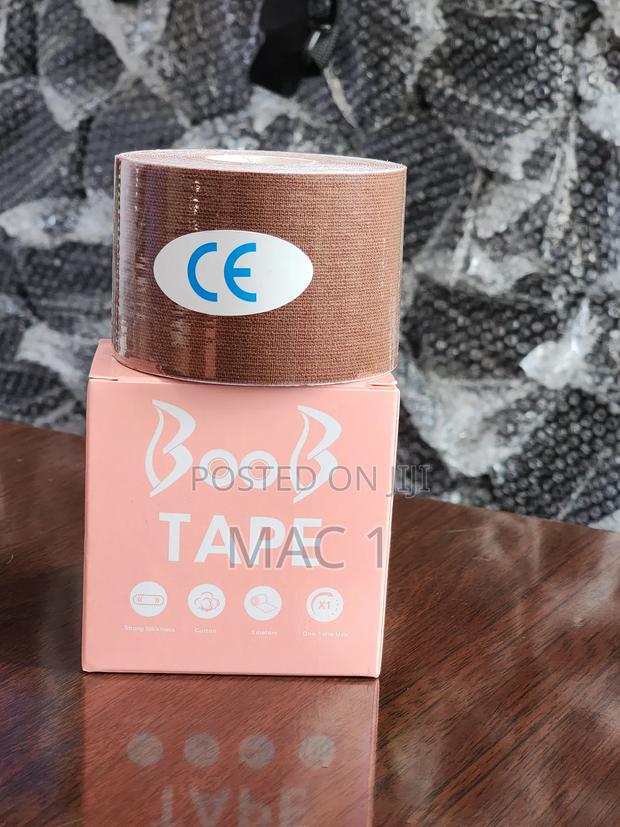 CE
BooB
POSTED ON JIJI
TAPE
MAC 1
Strong Stickiness
Cotton
5 meters
X1
One Time Use